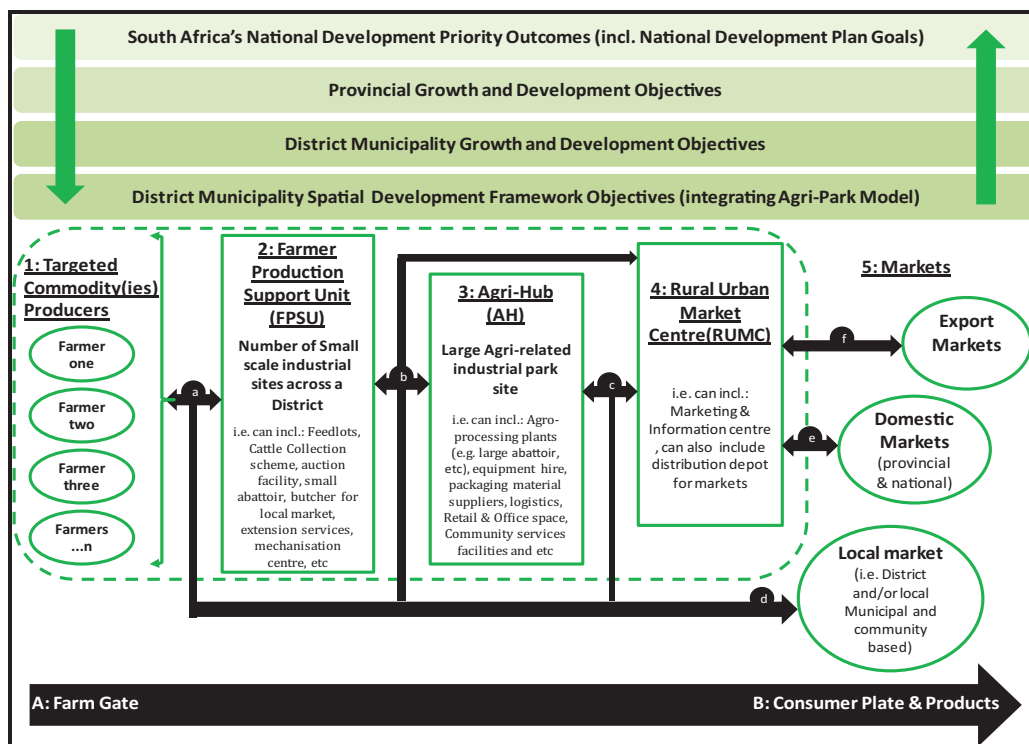 South Africa's National Development Priority Outcomes (incl. National Development Plan Goals)
Provincial Growth and Development Objectives
District Municipality Growth and Development Objectives
District Municipality Spatial Development Framework Objectives (integrating Agri-Park Model)
1: Targeted
Commodity(ies)
Producers
Farmer
one
Farmer
two
Farmer
three
Farmers
...n
a
2: Farmer
Production
Support Unit
(FPSU)
Number of Small
scale industrial
sites across a
District
i.e. can incl.: Feedlots,
Cattle Collection
scheme, auction
facility, small
abattoir, butcher for
local market,
extension services,
mechanisation
centre, etc
b
3: Agri-Hub
(AH)
Large Agri-related
industrial park
site
i.e. can incl.: Agro-
processing plants
(e.g. large abattoir,
etc), equipment hire,
packaging material
suppliers, logistics,
Retail & Office space,
Community services
facilities and etc
c
4: Rural Urban
Market
Centre(RUMC)
i.e. can incl.:
Marketing &
Information centre
, can also include
distribution depot
for markets
5: Markets
f
Export
Markets
e
Domestic
Markets
(provincial
& national)
d
Local market
(i.e. District
and/or local
Municipal and
community
based)
A: Farm Gate
B: Consumer Plate & Products